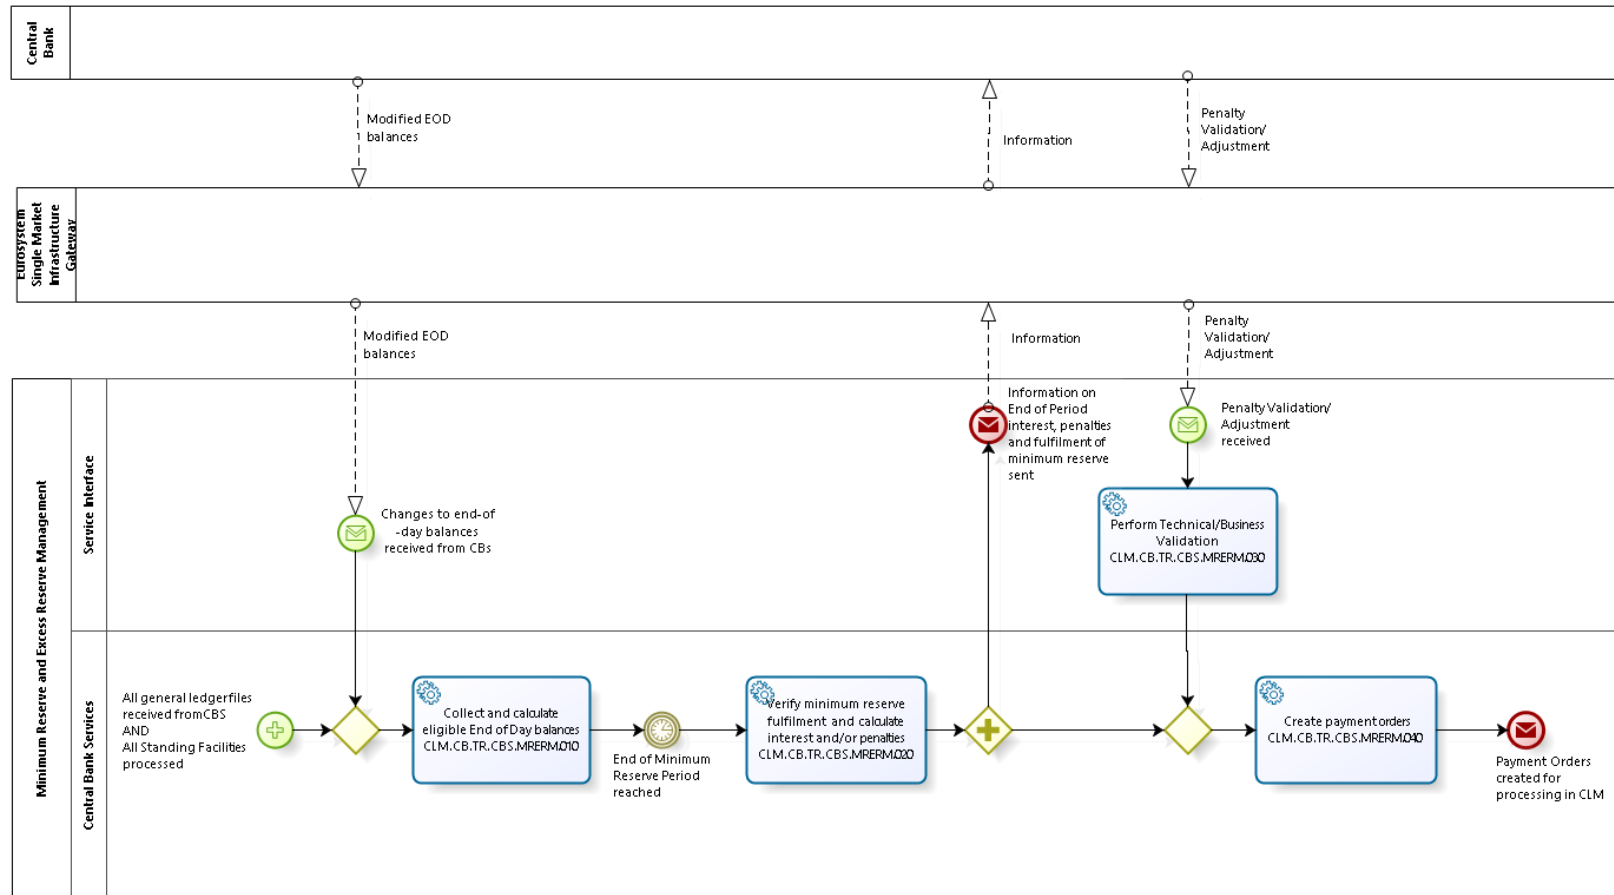 Central
Bank
Modified EOD
balances
Information
Penalty
Validation/
Adjustment
Eurosystem
Single Market
Infrastructure
Gateway
Modified EOD
balances
Information
Penalty
Validation/
Adjustment
Minimum Reserve and Excess Reserve Management
Service Interface
Changes to end-of
-day balances
received from CBs
Information on
End of Period
interest, penalties
and fulfilment of
minimum reserve
sent
Penalty Validation/
Adjustment
received
Perform Technical/Business
Validation
CLM.CB.TR.CBS.MRERM.030
Central Bank Services
All general ledgerfiles
received fromCBS
AND
All Standing Facilities
processed
Collect and calculate
eligible End of Day balances
CLM.CB.TR.CBS.MRERM.010
End of Minimum
Reserve Period
reached
Verify minimum reserve
fulfilment and calculate
interest and/or penalties
CLM.CB.TR.CBS.MRERM.020
Create payment orders
CLM.CB.TR.CBS.MRERM.040
Payment Orders
created for
processing in CLM